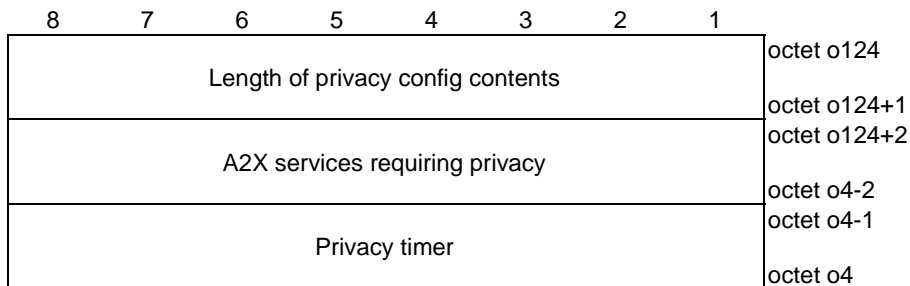 8 7 6 5 4 3 2 1
octet o124
Length of privacy config contents
octet o124+1
octet o124+2
A2X services requiring privacy
octet o4-2
octet o4-1
Privacy timer
octet o4